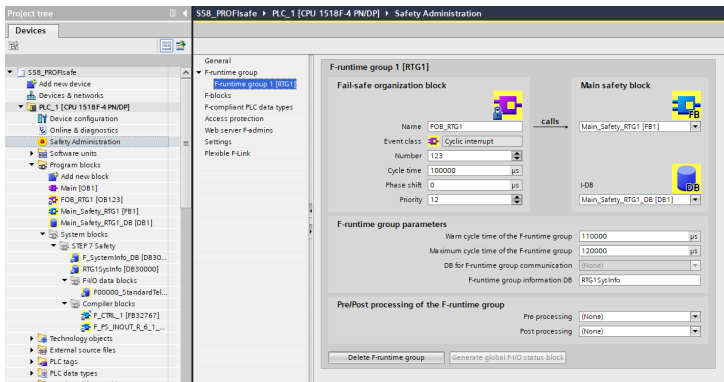 Project tree
S58_PROFIsafe ▸ PLC_1 [CPU 1518F-4 PN/DP] ▸ Safety Administration
Devices
S58_PROFIsafe
Add new device
Devices & networks
PLC_1 [CPU 1518F-4 PN/DP]
Device configuration
Online & diagnostics
Safety Administration
Software units
Program blocks
Add new block
Main [OB1]
FOB_RTG1 [OB123]
Main_Safety_RTG1 [FB1]
Main_Safety_RTG1_DB [DB1]
System blocks
STEP 7 Safety
F_SystemInfo_DB [DB30...
RTG1SysInfo [DB30000]
F-I/O data blocks
F00000_StandardTel...
Compiler blocks
F_CTRL_1 [FB32767]
F_PS_INOUT_R_6_1_...
Technology objects
External source files
PLC tags
PLC data types
General
F-runtime group
F-runtime group 1 [RTG1]
F-blocks
F-compliant PLC data types
Access protection
Web server F-admins
Settings
Flexible F-Link
F-runtime group 1 [RTG1]
Fail-safe organization block
Name FOB_RTG1
Event class Cyclic interrupt
Number 123
Cycle time 100000 µs
Phase shift 0 µs
Priority 12
calls
Main safety block
FB
Main_Safety_RTG1 [FB1]
I-DB
DB
Main_Safety_RTG1_DB [DB1]
F-runtime group parameters
Warn cycle time of the F-runtime group 110000 µs
Maximum cycle time of the F-runtime group 120000 µs
DB for F-runtime group communication (None)
F-runtime group information DB RTG1SysInfo
Pre/Post processing of the F-runtime group
Pre processing (None)
Post processing (None)
Delete F-runtime group
Generate global F-I/O status block